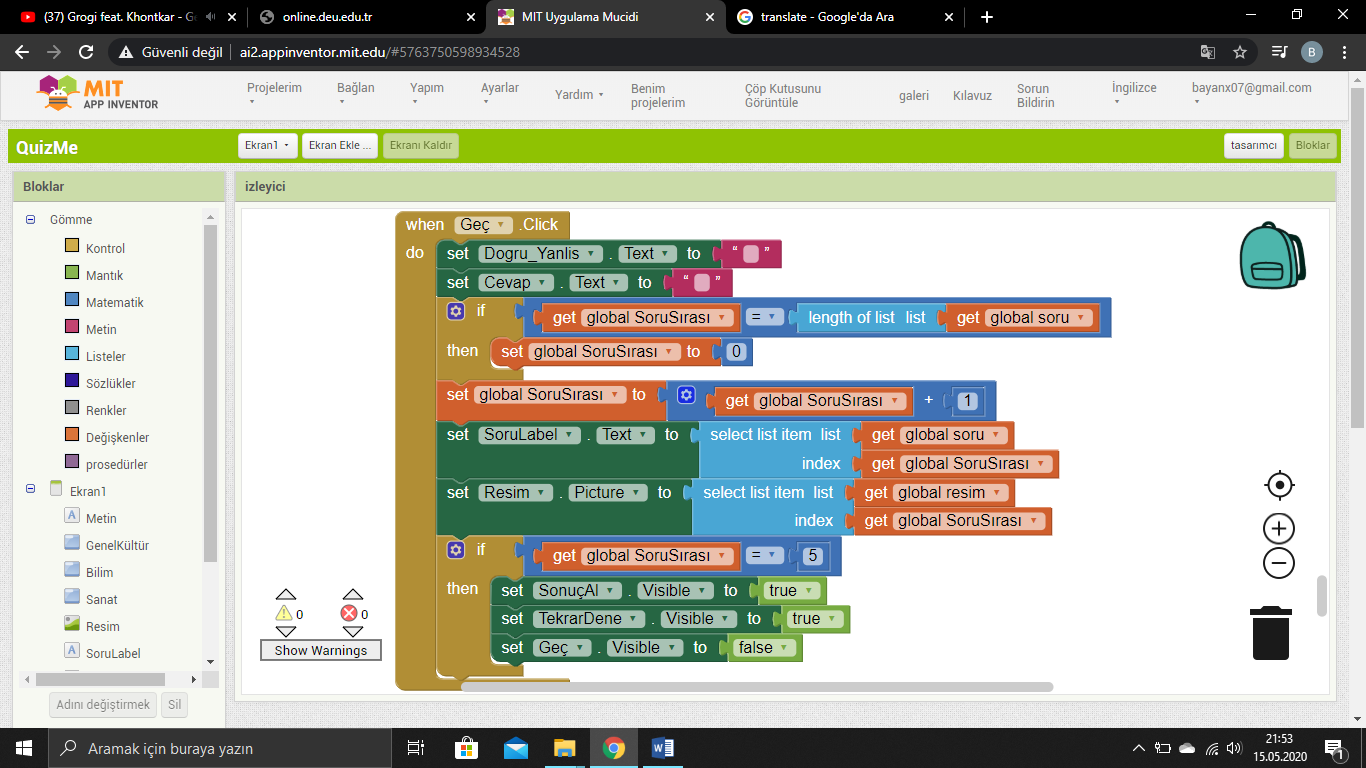 (37) Grogi feat. Khontkar - G
online.deu.edu.tr
MIT Uygulama Mucidi
translate - Google'da Ara
Güvenli değil
ai2.appinventor.mit.edu/#5763750598934528
B
MIT
APP INVENTOR
Projelerim
Bağlan
Yapım
Ayarlar
Yardım
Benim
projelerim
Çöp Kutusunu
Görüntüle
galeri
Kılavuz
Sorun
Bildirin
İngilizce
bayanx07@gmail.com
QuizMe
Ekran1
Ekran Ekle ...
Ekranı Kaldır
tasarımcı
Bloklar
Bloklar
izleyici
Gömme
Kontrol
Mantık
Matematik
Metin
Listeler
Sözlükler
Renkler
Değişkenler
prosedürler
Ekran1
Metin
GenelKültür
Bilim
Sanat
Resim
SoruLabel
Adını değiştirmek
Sil
when Geç .Click
do set Dogru_Yanlis . Text to “ ”
set Cevap . Text to “ ”
if get global SoruSırası = length of list list get global soru
then set global SoruSırası to 0
set global SoruSırası to get global SoruSırası + 1
set SoruLabel . Text to select list item list get global soru
index get global SoruSırası
set Resim . Picture to select list item list get global resim
index get global SoruSırası
if get global SoruSırası = 5
then set SonuçAl . Visible to true
set TekrarDene . Visible to true
set Geç . Visible to false
0
0
Show Warnings
Aramak için buraya yazın
21:53
15.05.2020
1